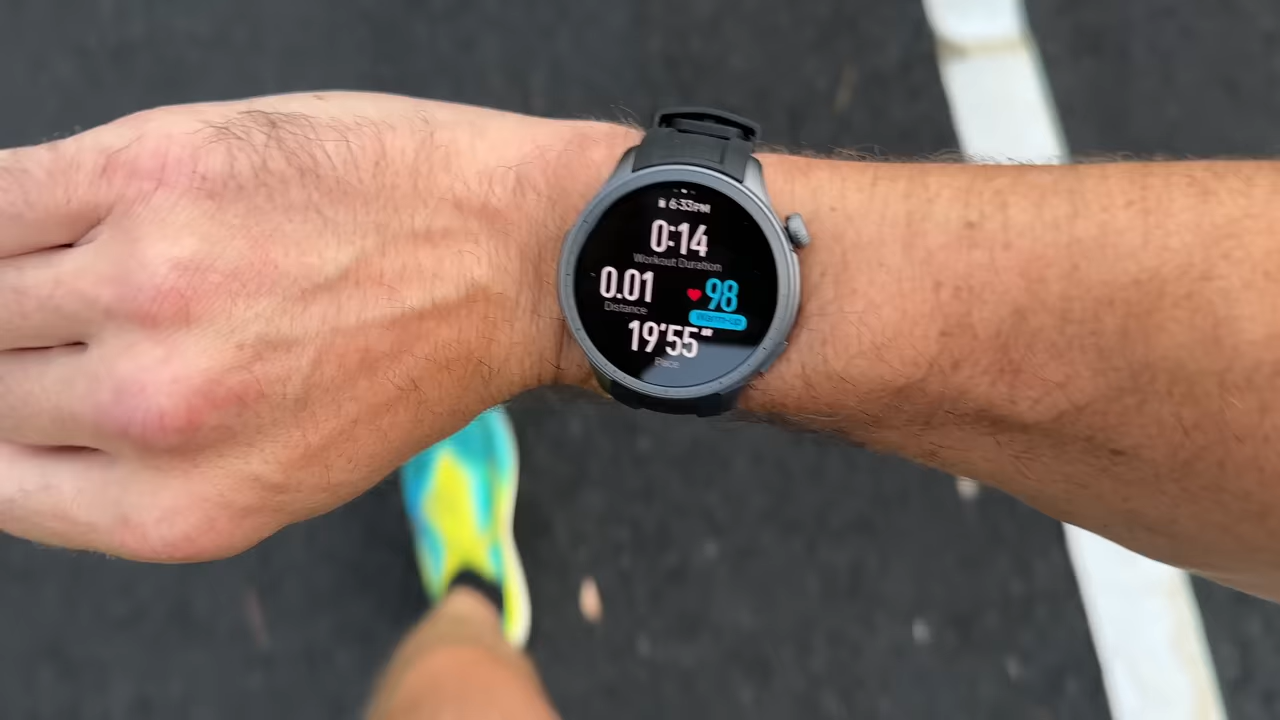 6:33PM
0:14
Workout Duration
0.01 98
Distance Warm-up
19'55"
Pace